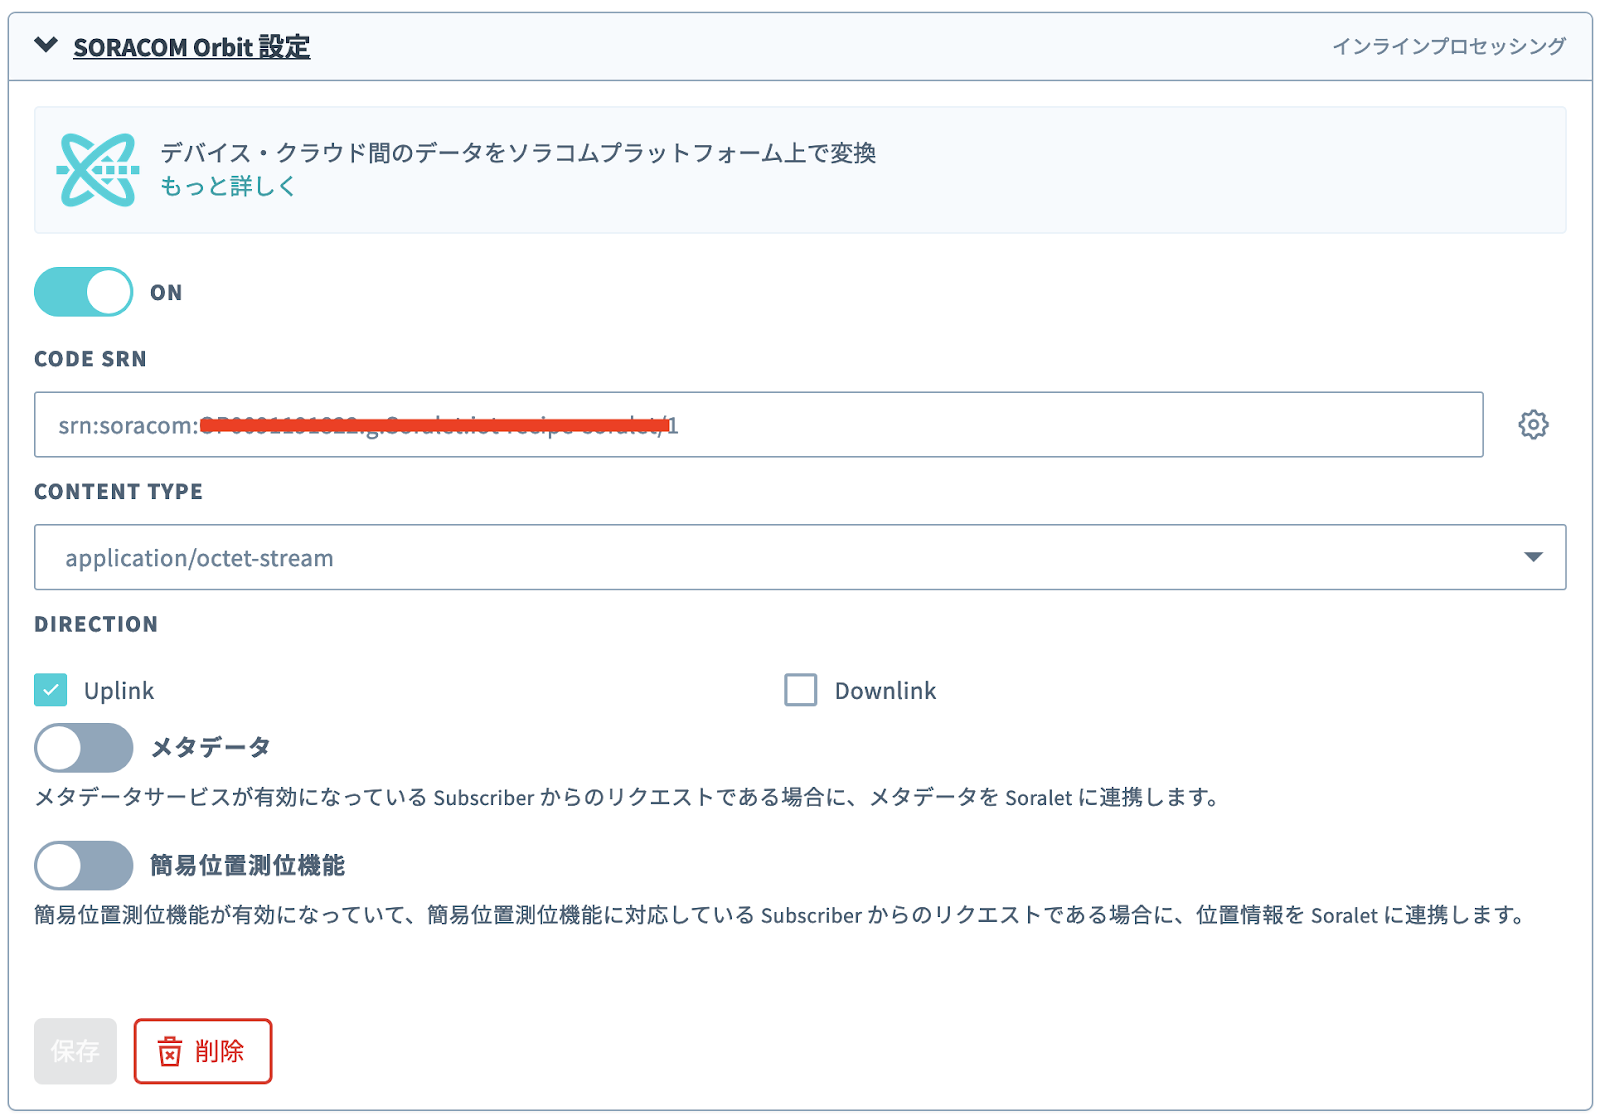 SORACOM Orbit 設定
インラインプロセッシング
デバイス・クラウド間のデータをソラコムプラットフォーム上で変換
もっと詳しく
ON
CODE SRN
srn:soracom:
1
CONTENT TYPE
application/octet-stream
DIRECTION
Uplink
Downlink
メタデータ
メタデータサービスが有効になっている Subscriber からのリクエストである場合に、メタデータを Soralet に連携します。
簡易位置測位機能
簡易位置測位機能が有効になっていて、簡易位置測位機能に対応している Subscriber からのリクエストである場合に、位置情報を Soralet に連携します。
保存
削除